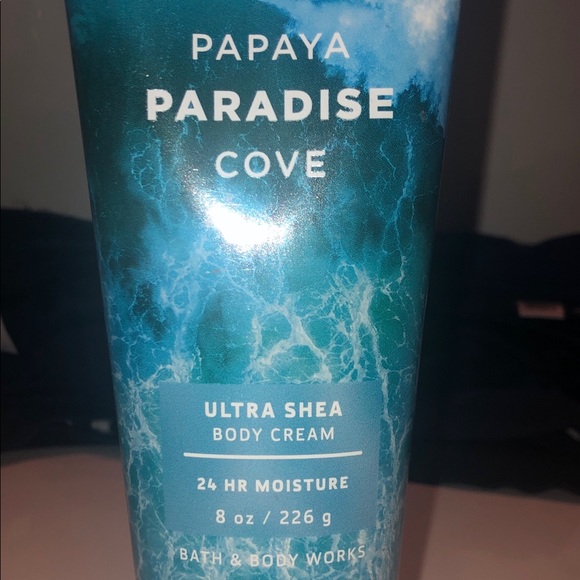 PAPAYA
PARADISE
COVE
ULTRA SHEA
BODY CREAM
24 HR MOISTURE
8 oz / 226 g
BATH & BODY WORKS